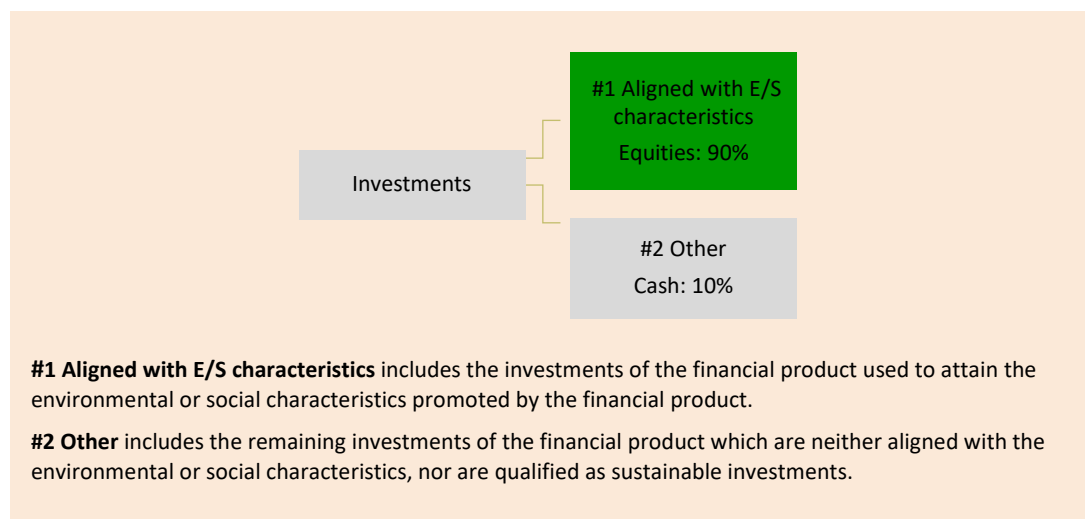 #1 Aligned with E/S
characteristics
Equities: 90%
Investments
#2 Other
Cash: 10%
#1 Aligned with E/S characteristics includes the investments of the financial product used to attain the
environmental or social characteristics promoted by the financial product.
#2 Other includes the remaining investments of the financial product which are neither aligned with the
environmental or social characteristics, nor are qualified as sustainable investments.